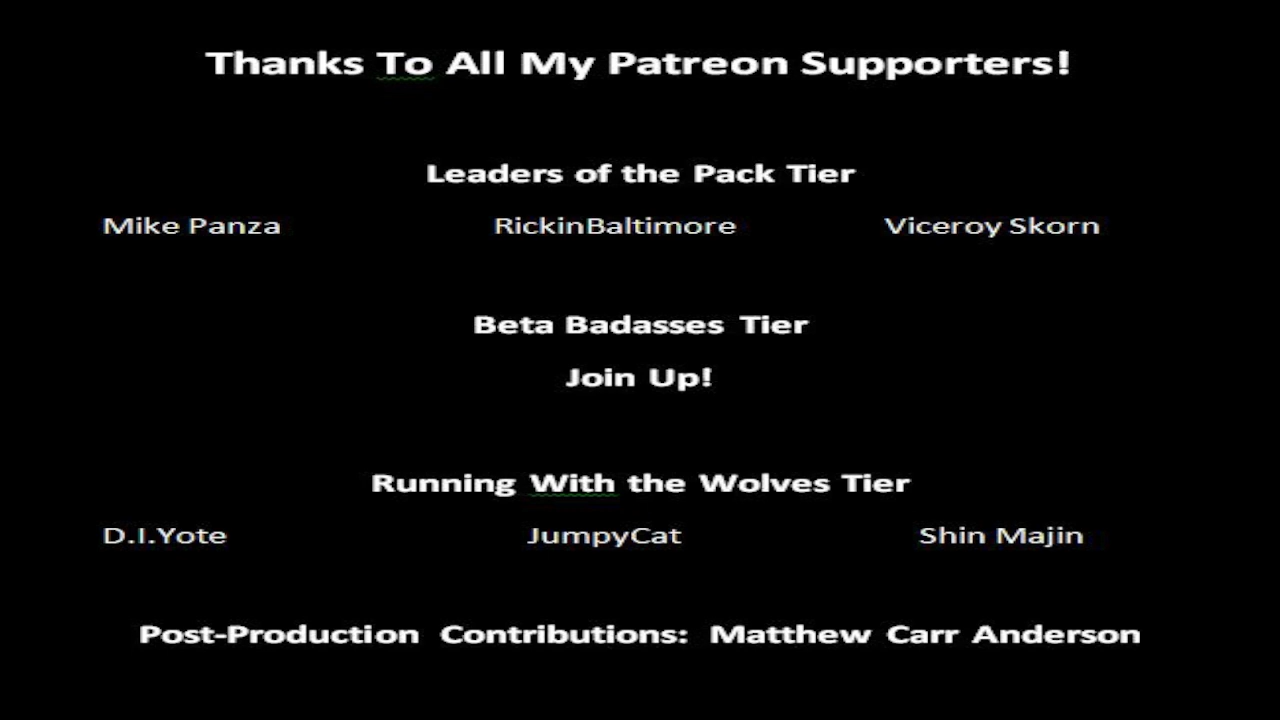 Thanks To All My Patreon Supporters!
Leaders of the Pack Tier
Mike Panza RickinBaltimore Viceroy Skorn
Beta Badasses Tier
Join Up!
Running With the Wolves Tier
D.I.Yote JumpyCat Shin Majin
Post-Production Contributions: Matthew Carr Anderson